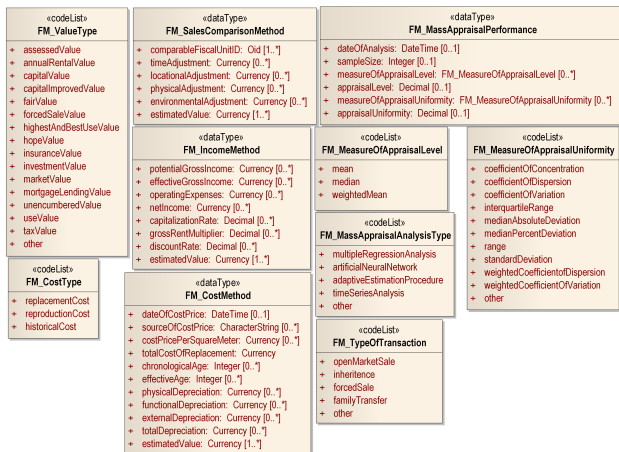 «codeList»
FM_ValueType
+ assessedValue
+ annualRentalValue
+ capitalValue
+ capitalImprovedValue
+ fairValue
+ forcedSaleValue
+ highestAndBestUseValue
+ hopeValue
+ insuranceValue
+ investmentValue
+ marketValue
+ mortgageLendingValue
+ unencumberedValue
+ useValue
+ taxValue
+ other
«codeList»
FM_CostType
+ replacementCost
+ reproductionCost
+ historicalCost
«dataType»
FM_SalesComparisonMethod
+ comparableFiscalUnitID: Oid [1..*]
+ timeAdjustment: Currency [0..*]
+ locationalAdjustment: Currency [0..*]
+ physicalAdjustment: Currency [0..*]
+ environmentalAdjustment: Currency [0..*]
+ estimatedValue: Currency [1..*]
«dataType»
FM_IncomeMethod
+ potentialGrossIncome: Currency [0..*]
+ effectiveGrossIncome: Currency [0..*]
+ operatingExpenses: Currency [0..*]
+ netIncome: Currency [0..*]
+ capitalizationRate: Decimal [0..*]
+ grossRentMultiplier: Decimal [0..*]
+ discountRate: Decimal [0..*]
+ estimatedValue: Currency [1..*]
«dataType»
FM_CostMethod
+ dateOfCostPrice: DateTime [0..1]
+ sourceOfCostPrice: CharacterString [0..*]
+ costPricePerSquareMeter: Currency [0..*]
+ totalCostOfReplacement: Currency
+ chronologicalAge: Integer [0..*]
+ effectiveAge: Integer [0..*]
+ physicalDepreciation: Currency [0..*]
+ functionalDepreciation: Currency [0..*]
+ externalDepreciation: Currency [0..*]
+ totalDepreciation: Currency [0..*]
+ estimatedValue: Currency [1..*]
«dataType»
FM_MassAppraisalPerformance
+ dateOfAnalysis: DateTime [0..1]
+ sampleSize: Integer [0..1]
+ measureOfAppraisalLevel: FM_MeasureOfAppraisalLevel [0..*]
+ appraisalLevel: Decimal [0..1]
+ measureOfAppraisalUniformity: FM_MeasureOfAppraisalUniformity [0..*]
+ appraisalUniformity: Decimal [0..1]
«codeList»
FM_MeasureOfAppraisalLevel
+ mean
+ median
+ weightedMean
«codeList»
FM_MassAppraisalAnalysisType
+ multipleRegressionAnalysis
+ artificialNeuralNetwork
+ adaptiveEstimationProcedure
+ timeSeriesAnalysis
+ other
«codeList»
FM_TypeOfTransaction
+ openMarketSale
+ inheritence
+ forcedSale
+ familyTransfer
+ other
«codeList»
FM_MeasureOfAppraisalUniformity
+ coefficientOfConcentration
+ coefficientOfDispersion
+ coefficientOfVariation
+ interquartileRange
+ medianAbsoluteDeviation
+ medianPercentDeviation
+ range
+ standardDeviation
+ weightedCoefficientofDispersion
+ weightedCoefficientOfVariation
+ other